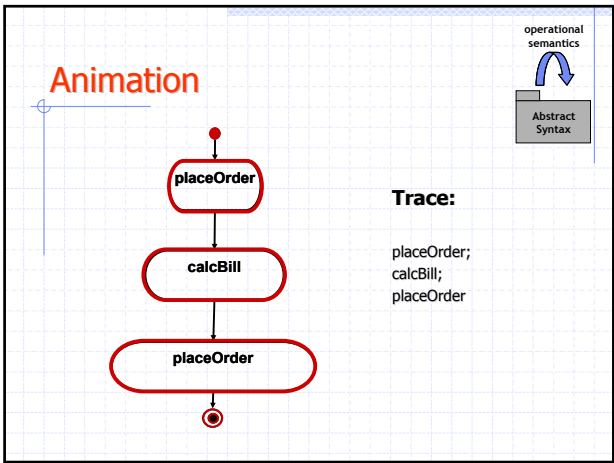 operational
semantics
Animation
Abstract
Syntax
placeOrder
Trace:
calcBill
placeOrder;
calcBill;
placeOrder
placeOrder